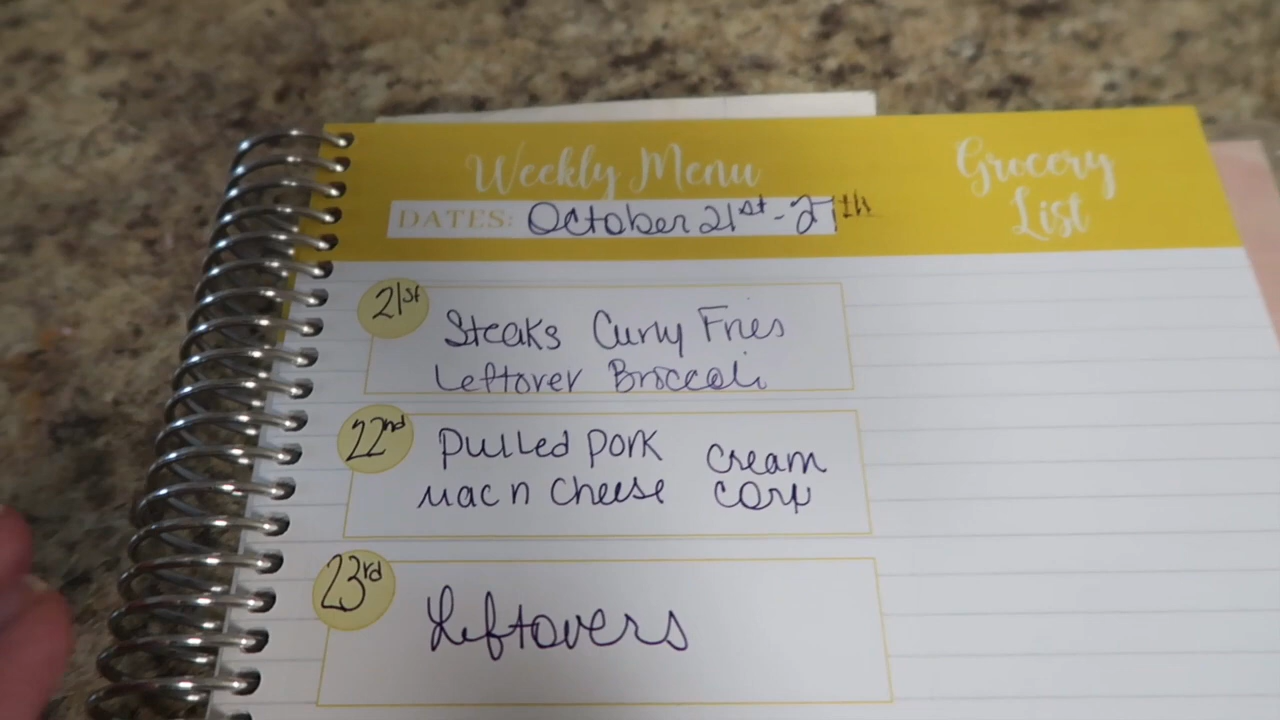 Weekly Menu
Grocery
List
DATES: October 21st - 27th
21st
Steaks Curly Fries
Leftover Broccoli
22nd
Pulled Pork
Mac n Cheese
Cream
Corn
23rd
Leftovers